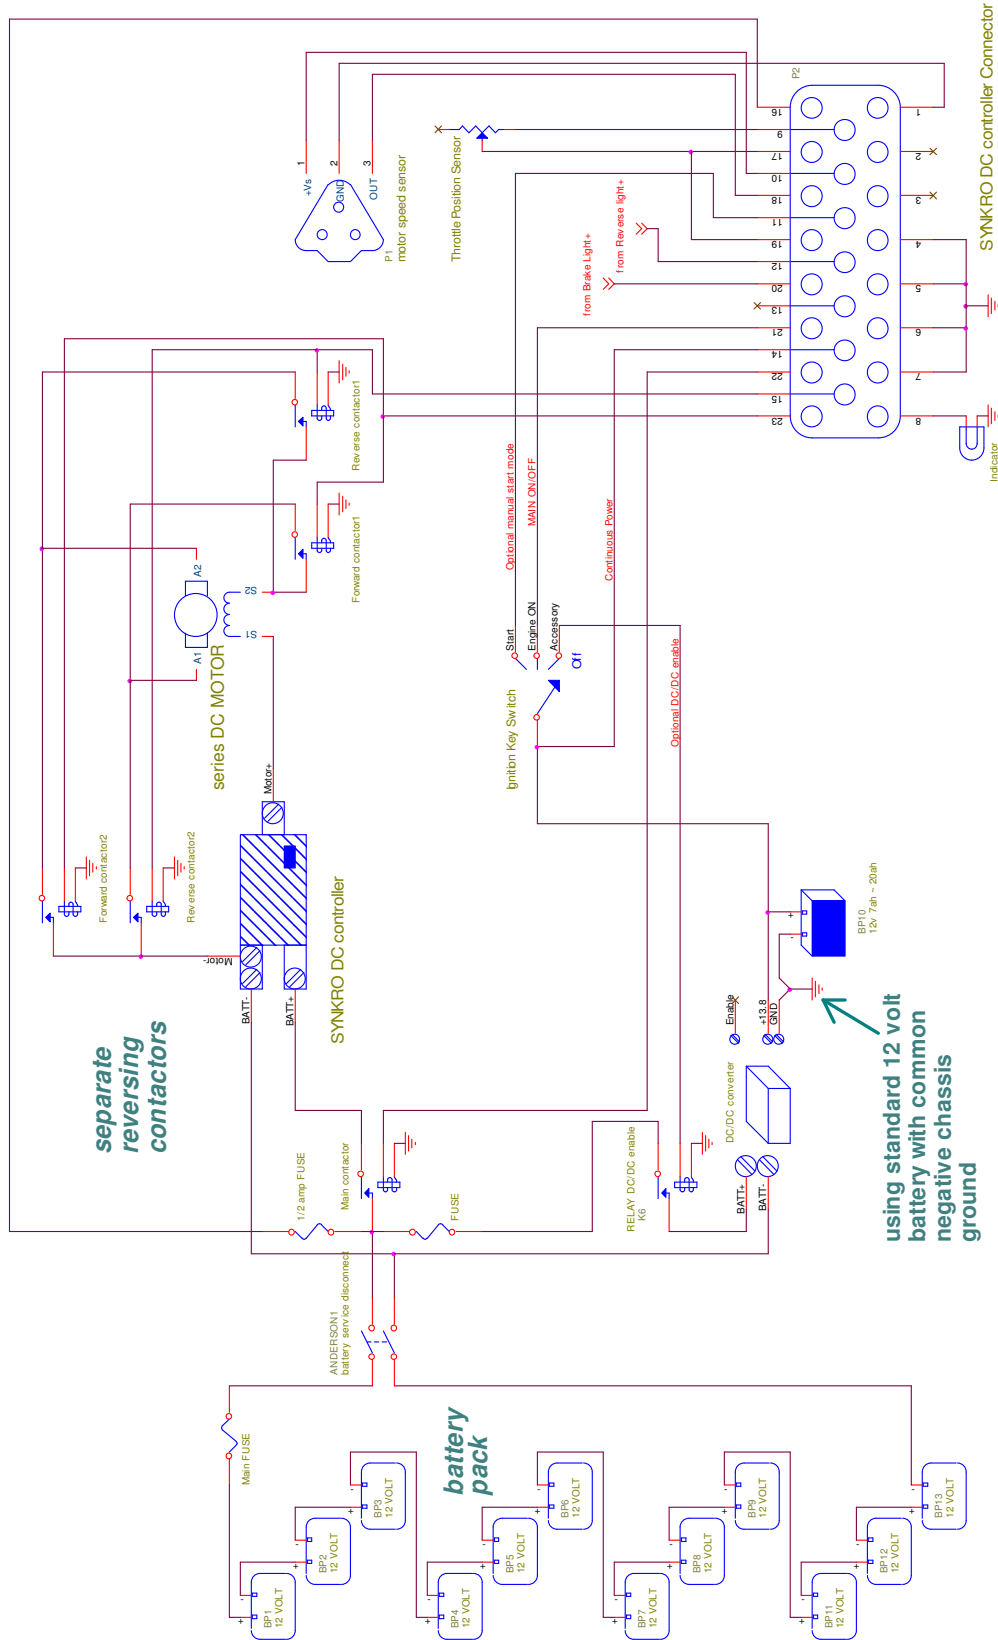 SYNKRO DC controller Connector
P2
16
9
17
10
18
11
19
12
20
13
21
14
22
15
23
1
2
3
4
5
6
7
8
Indicator
1
2
3
+Vs
GND
OUT
P1
motor speed sensor
Throttle Position Sensor
from Brake Light+
from Reverse light+
Reverse contactor1
Forward contactor1
A2
A1
S2
S1
series DC MOTOR
Motor+
Optional manual start mode
MAIN ON/OFF
Continuous Power
Optional DC/DC enable
Start
Engine ON
Accessory
Off
Ignition Key Switch
Forward contactor2
Reverse contactor2
Motor-
BATT-
BATT+
SYNKRO DC controller
separate
reversing
contactors
BP10
12v 7ah ~ 20ah
+
-
Enable
+13.8
GND
DC/DC converter
BATT+
BATT-
using standard 12 volt
battery with common
negative chassis
ground
RELAY DC/DC enable
K6
Main contactor
1/2 amp FUSE
FUSE
ANDERSON1
battery service disconnect
Main FUSE
battery
pack
+
-
BP1
12 VOLT
+
-
BP2
12 VOLT
+
-
BP3
12 VOLT
+
-
BP4
12 VOLT
+
-
BP5
12 VOLT
+
-
BP6
12 VOLT
+
-
BP7
12 VOLT
+
-
BP8
12 VOLT
+
-
BP9
12 VOLT
+
-
BP11
12 VOLT
+
-
BP12
12 VOLT
+
-
BP13
12 VOLT